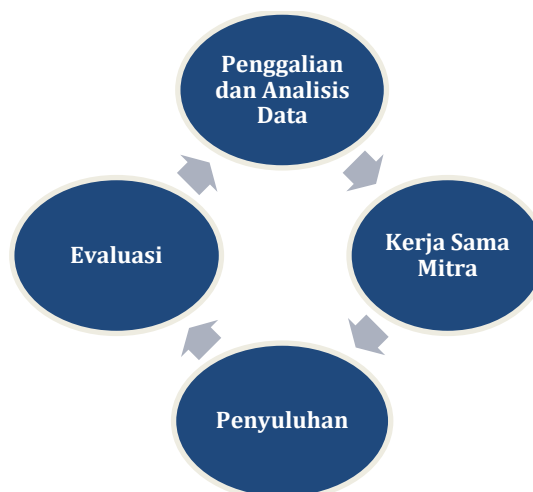 Penggalian
dan Analisis
Data
Kerja Sama
Mitra
Penyuluhan
Evaluasi